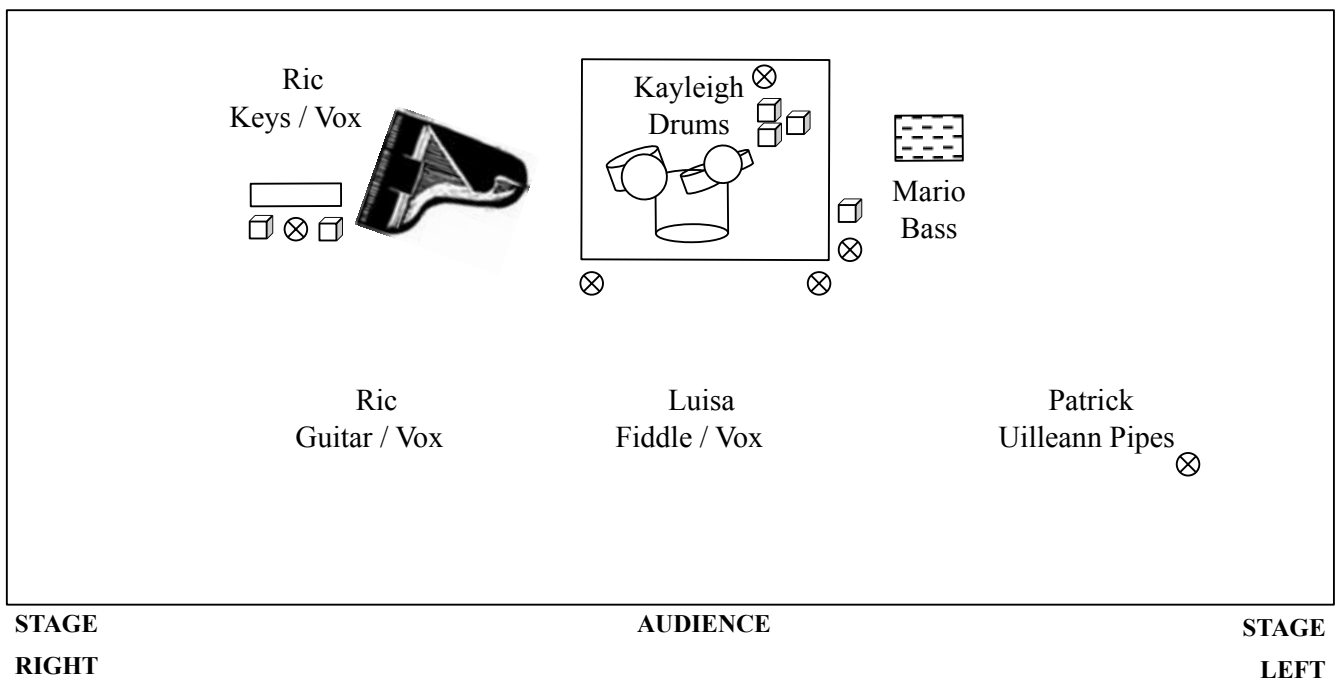 Ric
Keys / Vox
Kayleigh
Drums
Mario
Bass
Ric
Guitar / Vox
Luisa
Fiddle / Vox
Patrick
Uilleann Pipes
STAGE
RIGHT
AUDIENCE
STAGE
LEFT